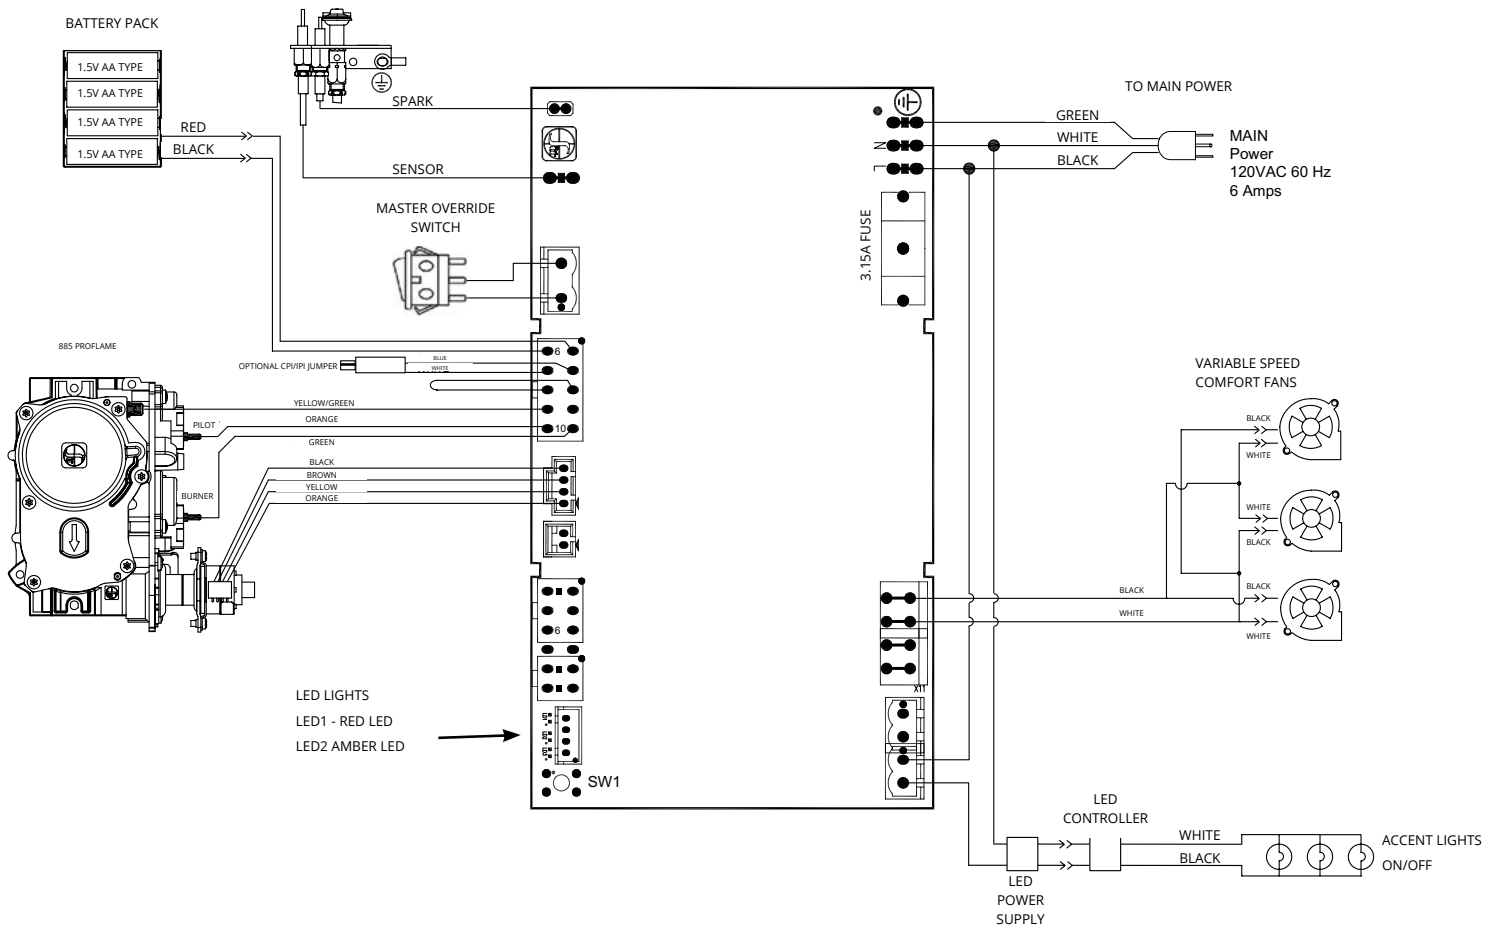 BATTERY PACK
1.5V AA TYPE
1.5V AA TYPE
1.5V AA TYPE
1.5V AA TYPE
RED
BLACK
SPARK
SENSOR
MASTER OVERRIDE
SWITCH
TO MAIN POWER
GREEN
WHITE
BLACK
N
L
MAIN
Power
120VAC 60 Hz
6 Amps
3.15A FUSE
885 PROFLAME
OPTIONAL CPI/IPI JUMPER
BLUE
WHITE
6
YELLOW/GREEN
PILOT
ORANGE
10
GREEN
BLACK
BROWN
YELLOW
ORANGE
BURNER
VARIABLE SPEED
COMFORT FANS
BLACK
WHITE
WHITE
BLACK
BLACK
WHITE
BLACK
WHITE
6
X11
LED LIGHTS
LED1 - RED LED
LED2 AMBER LED
SW1
LED
CONTROLLER
WHITE
BLACK
ACCENT LIGHTS
ON/OFF
LED
POWER
SUPPLY